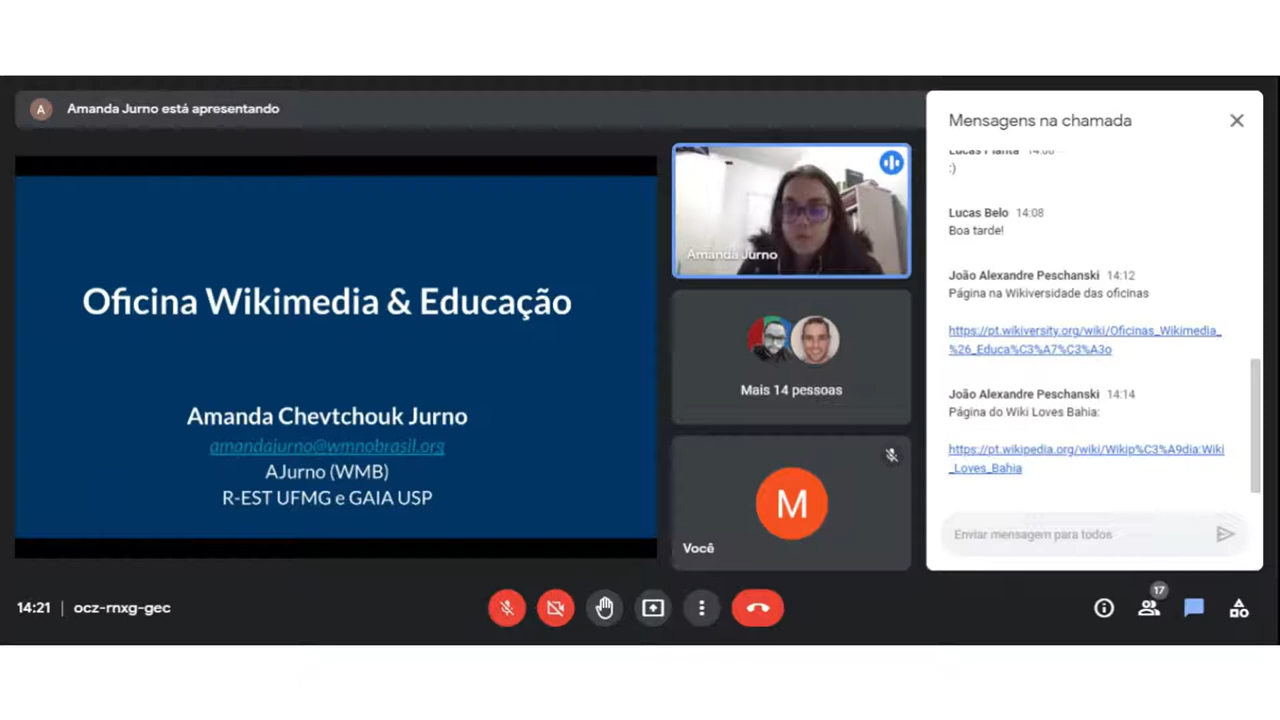 A
Amanda Jurno está apresentando
Oficina Wikimedia & Educação
Amanda Chevtchouk Jurno
amandajurno@wmnobrasil.org
AJurno (WMB)
R-EST UFMG e GAIA USP
Amanda Jurno
Mais 14 pessoas
M
Você
Mensagens na chamada
:)
Lucas Belo 14:08
Boa tarde!
João Alexandre Peschanski 14:12
Página na Wikiversidade das oficinas
https://pt.wikiversity.org/wiki/Oficinas_Wikimedia_
%26_Educa%C3%A7%C3%A3o
João Alexandre Peschanski 14:14
Página do Wiki Loves Bahia:
https://pt.wikipedia.org/wiki/Wikip%C3%A9dia:Wiki
_Loves_Bahia
Enviar mensagem para todos
14:21 | ocz-rnxg-gec
17